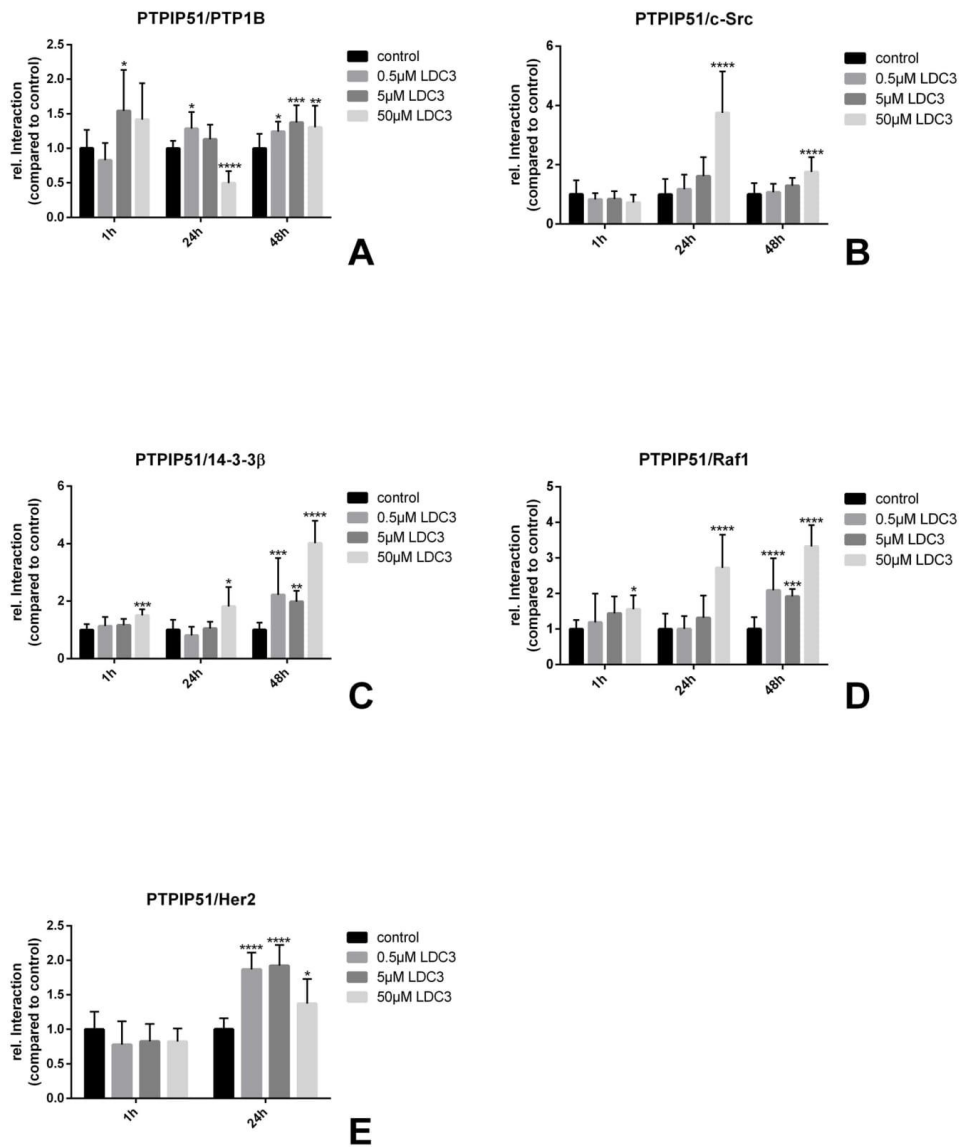 PTPIP51/PTP1B
rel. Interaction
(compared to control)
2.5
2.0
1.5
1.0
0.5
0.0
*
*
****
*
***
**
1h
24h
48h
control
0.5µM LDC3
5µM LDC3
50µM LDC3
A
PTPIP51/c-Src
rel. Interaction
(compared to control)
6
4
2
0
****
****
1h
24h
48h
control
0.5µM LDC3
5µM LDC3
50µM LDC3
B
PTPIP51/14-3-3β
rel. Interaction
(compared to control)
6
4
2
0
***
*
***
**
****
1h
24h
48h
control
0.5µM LDC3
5µM LDC3
50µM LDC3
C
PTPIP51/Raf1
rel. Interaction
(compared to control)
5
4
3
2
1
0
*
****
****
***
****
1h
24h
48h
control
0.5µM LDC3
5µM LDC3
50µM LDC3
D
PTPIP51/Her2
rel. Interaction
(compared to control)
2.5
2.0
1.5
1.0
0.5
0.0
****
****
*
1h
24h
control
0.5µM LDC3
5µM LDC3
50µM LDC3
E